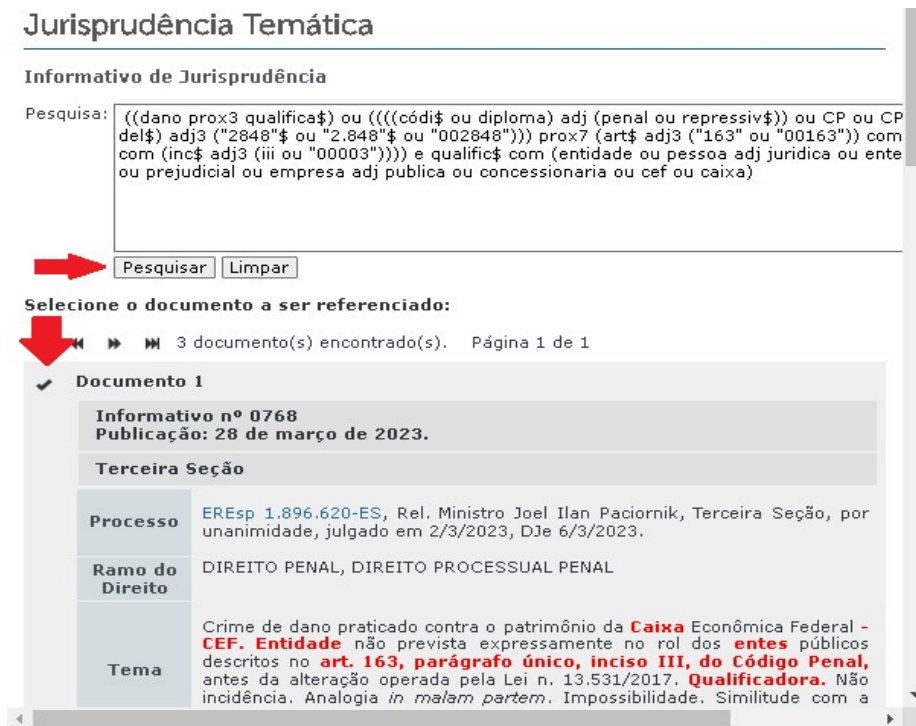 Jurisprudência Temática
Informativo de Jurisprudência
Pesquisa:
((dano prox3 qualifica$) ou ((((códi$ ou diploma) adj (penal ou repressiv$)) ou CP ou CP
del$) adj3 ("2848"$ ou "2.848"$ ou "002848"))) prox7 (art$ adj3 ("163" ou "00163")) com
com (inc$ adj3 (iii ou "00003")))) e qualific$ com (entidade ou pessoa adj juridica ou ente
ou prejudicial ou empresa adj publica ou concessionaria ou cef ou caixa)
Pesquisar Limpar
Selecione o documento a ser referenciado:
3 documento(s) encontrado(s). Página 1 de 1
Documento 1
Informativo nº 0768
Publicação: 28 de março de 2023.
Terceira Seção
Processo
EREsp 1.896.620-ES, Rel. Ministro Joel Ilan Paciornik, Terceira Seção, por
unanimidade, julgado em 2/3/2023, DJe 6/3/2023.
Ramo do
Direito
DIREITO PENAL, DIREITO PROCESSUAL PENAL
Tema
Crime de dano praticado contra o patrimônio da Caixa Econômica Federal -
CEF. Entidade não prevista expressamente no rol dos entes públicos
descritos no art. 163, parágrafo único, inciso III, do Código Penal,
antes da alteração operada pela Lei n. 13.531/2017. Qualificadora. Não
incidência. Analogia in malam partem. Impossibilidade. Similitude com a